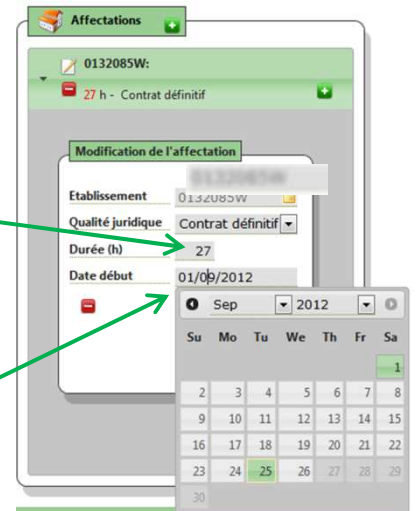 Affectations
0132085W:
27 h - Contrat définitif
Modification de l'affectation
Etablissement 0132085W
Qualité juridique Contrat définitif
Durée (h) 27
Date début 01/09/2012
Sep 2012
Su Mo Tu We Th Fr Sa
1
2 3 4 5 6 7 8
9 10 11 12 13 14 15
16 17 18 19 20 21 22
23 24 25 26 27 28 29
30